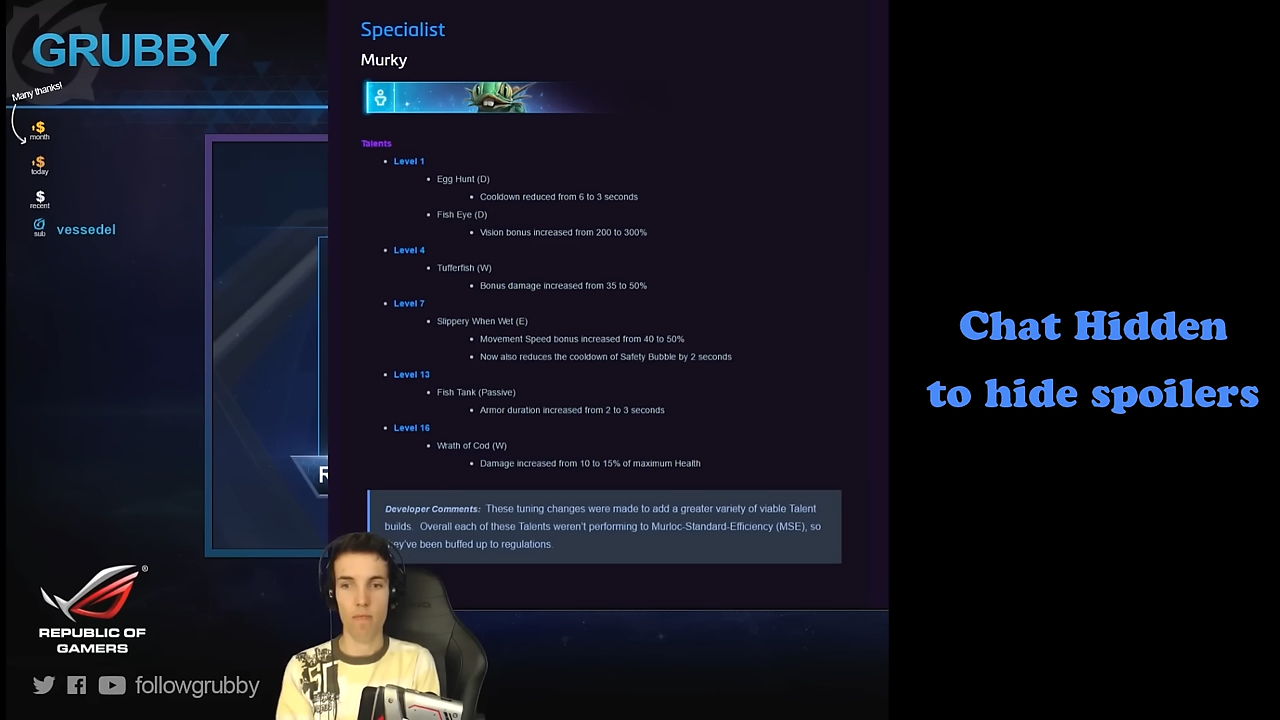 GRUBBY
Many thanks!
$
month
$
today
$
recent
sub
vessedel
Specialist
Murky
Talents
Level 1
Egg Hunt (D)
Cooldown reduced from 6 to 3 seconds
Fish Eye (D)
Vision bonus increased from 200 to 300%
Level 4
Tufferfish (W)
Bonus damage increased from 35 to 50%
Level 7
Slippery When Wet (E)
Movement Speed bonus increased from 40 to 50%
Now also reduces the cooldown of Safety Bubble by 2 seconds
Level 13
Fish Tank (Passive)
Armor duration increased from 2 to 3 seconds
Level 16
Wrath of Cod (W)
Damage increased from 10 to 15% of maximum Health
Developer Comments: These tuning changes were made to add a greater variety of viable Talent
builds. Overall each of these Talents weren't performing to Murloc-Standard-Efficiency (MSE), so
ey've been buffed up to regulations.
R
REPUBLIC OF
GAMERS
®
followgrubby
Chat Hidden
to hide spoilers